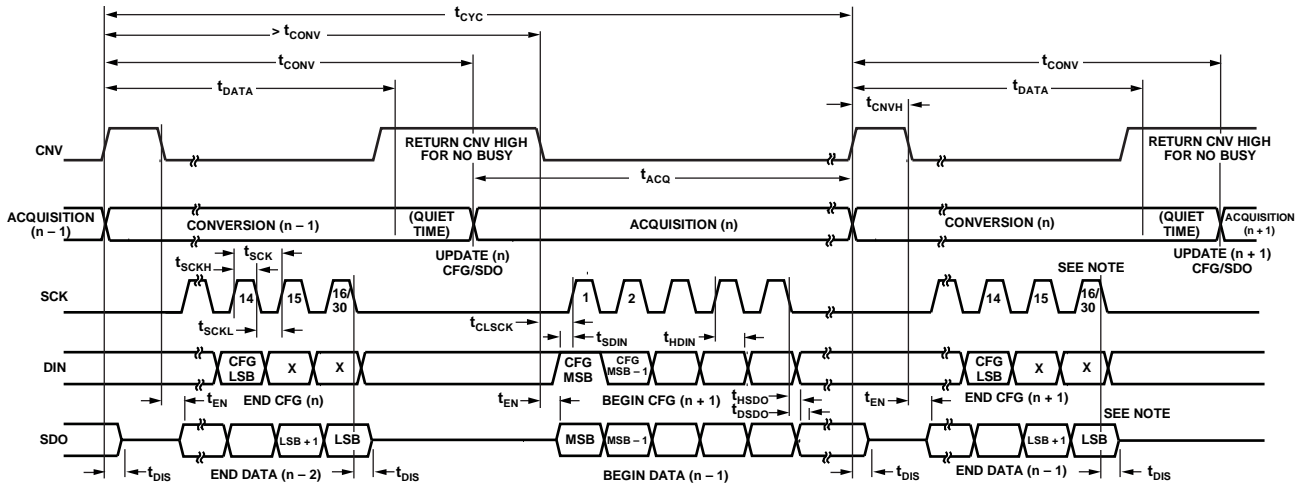 tCYC
> tCONV
tCONV
tCONV
tDATA
tDATA
tCNVH
CNV
RETURN CNV HIGH
FOR NO BUSY
RETURN CNV HIGH
FOR NO BUSY
tACQ
ACQUISITION
(n – 1)
CONVERSION (n – 1)
(QUIET
TIME)
ACQUISITION (n)
CONVERSION (n)
(QUIET
TIME)
ACQUISITION
(n + 1)
UPDATE (n)
CFG/SDO
UPDATE (n + 1)
CFG/SDO
tSCK
tSCKH
SEE NOTE
SCK
14
15
16/
30
1
2
14
15
16/
30
tSCKL
tCLSCK
tSDIN
tHDIN
DIN
CFG
LSB
X
X
CFG
MSB
CFG
MSB – 1
CFG
LSB
X
X
tEN
END CFG (n)
tEN
BEGIN CFG (n + 1)
tHSDO
tDSDO
tEN
END CFG (n + 1)
SEE NOTE
SDO
LSB + 1
LSB
MSB
MSB – 1
LSB + 1
LSB
tDIS
END DATA (n – 2)
tDIS
BEGIN DATA (n – 1)
tDIS
END DATA (n – 1)
tDIS